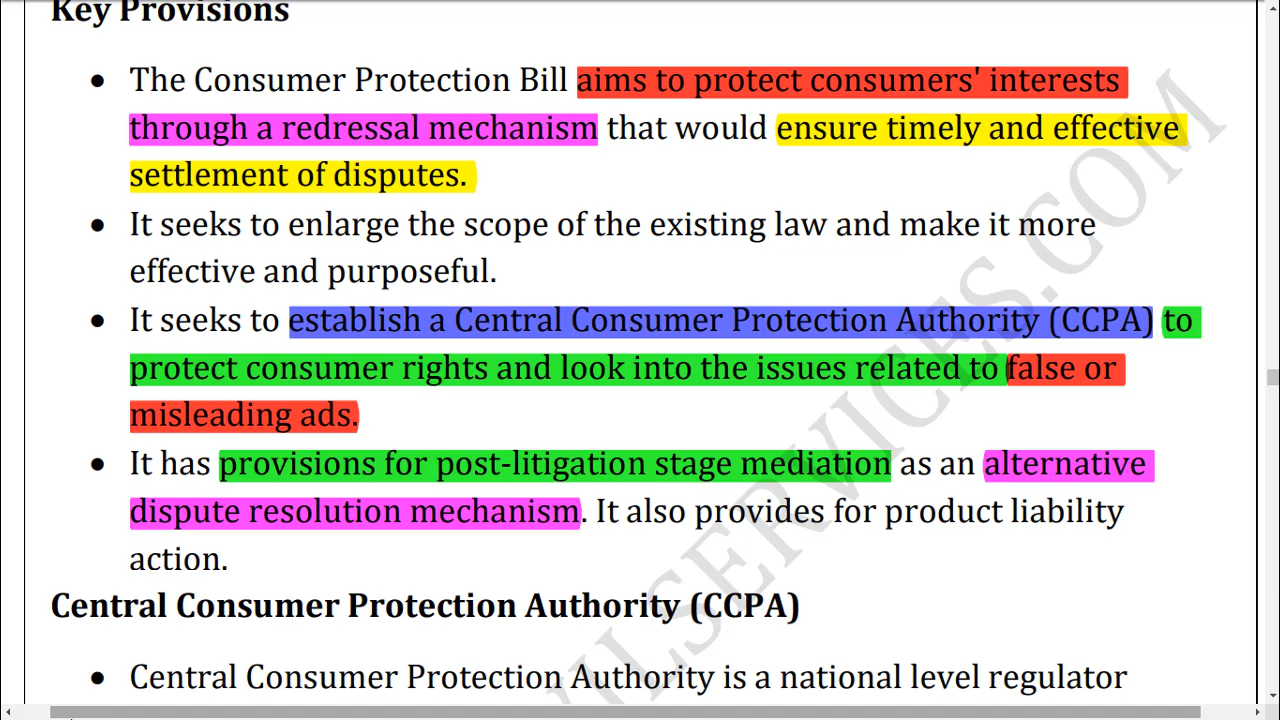 Key Provisions
• The Consumer Protection Bill aims to protect consumers' interests
through a redressal mechanism that would ensure timely and effective
settlement of disputes.
• It seeks to enlarge the scope of the existing law and make it more
effective and purposeful.
• It seeks to establish a Central Consumer Protection Authority (CCPA) to
protect consumer rights and look into the issues related to false or
misleading ads.
• It has provisions for post-litigation stage mediation as an alternative
dispute resolution mechanism. It also provides for product liability
action.
Central Consumer Protection Authority (CCPA)
• Central Consumer Protection Authority is a national level regulator
VILSERVICES.COM